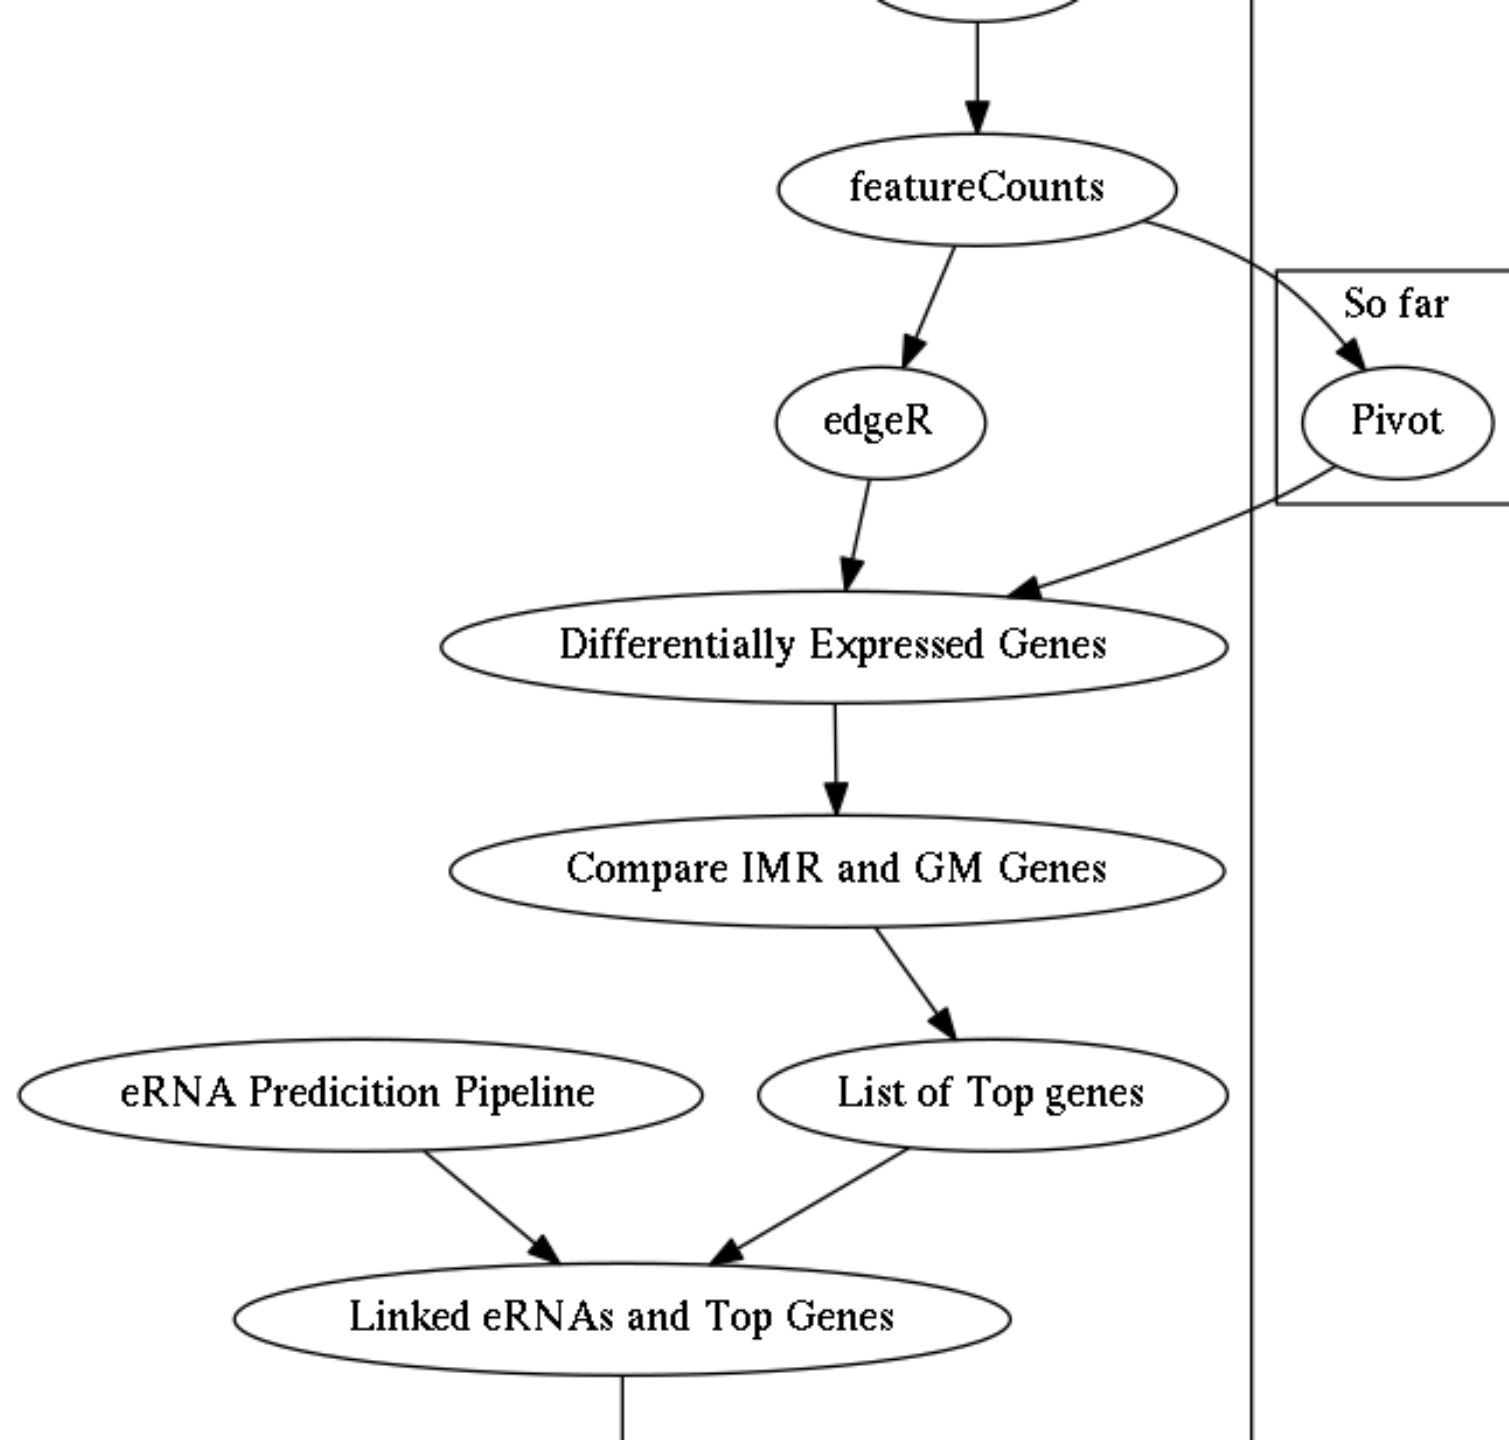 featureCounts
So far
edgeR
Pivot
Differentially Expressed Genes
Compare IMR and GM Genes
eRNA Predicition Pipeline
List of Top genes
Linked eRNAs and Top Genes